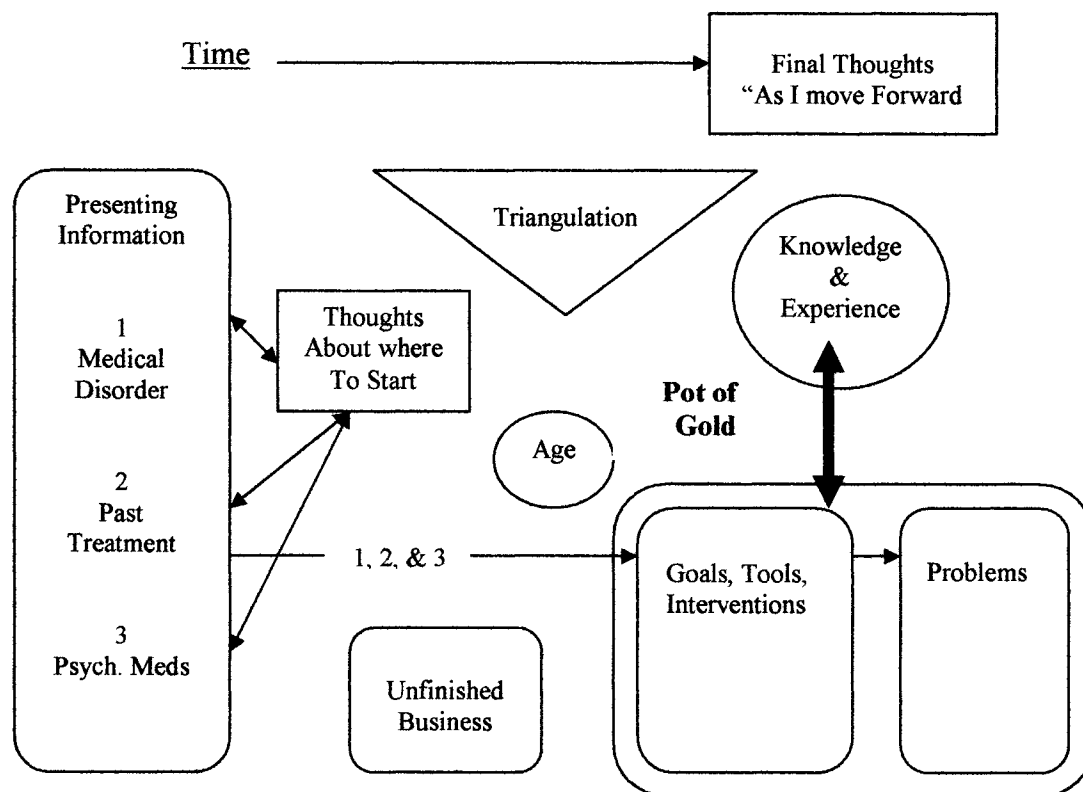 Time
Final Thoughts
“As I move Forward
Presenting
Information
1
Medical
Disorder
2
Past
Treatment
3
Psych. Meds
Thoughts
About where
To Start
Triangulation
Knowledge
&
Experience
Pot of
Gold
Age
1, 2, & 3
Goals, Tools,
Interventions
Problems
Unfinished
Business